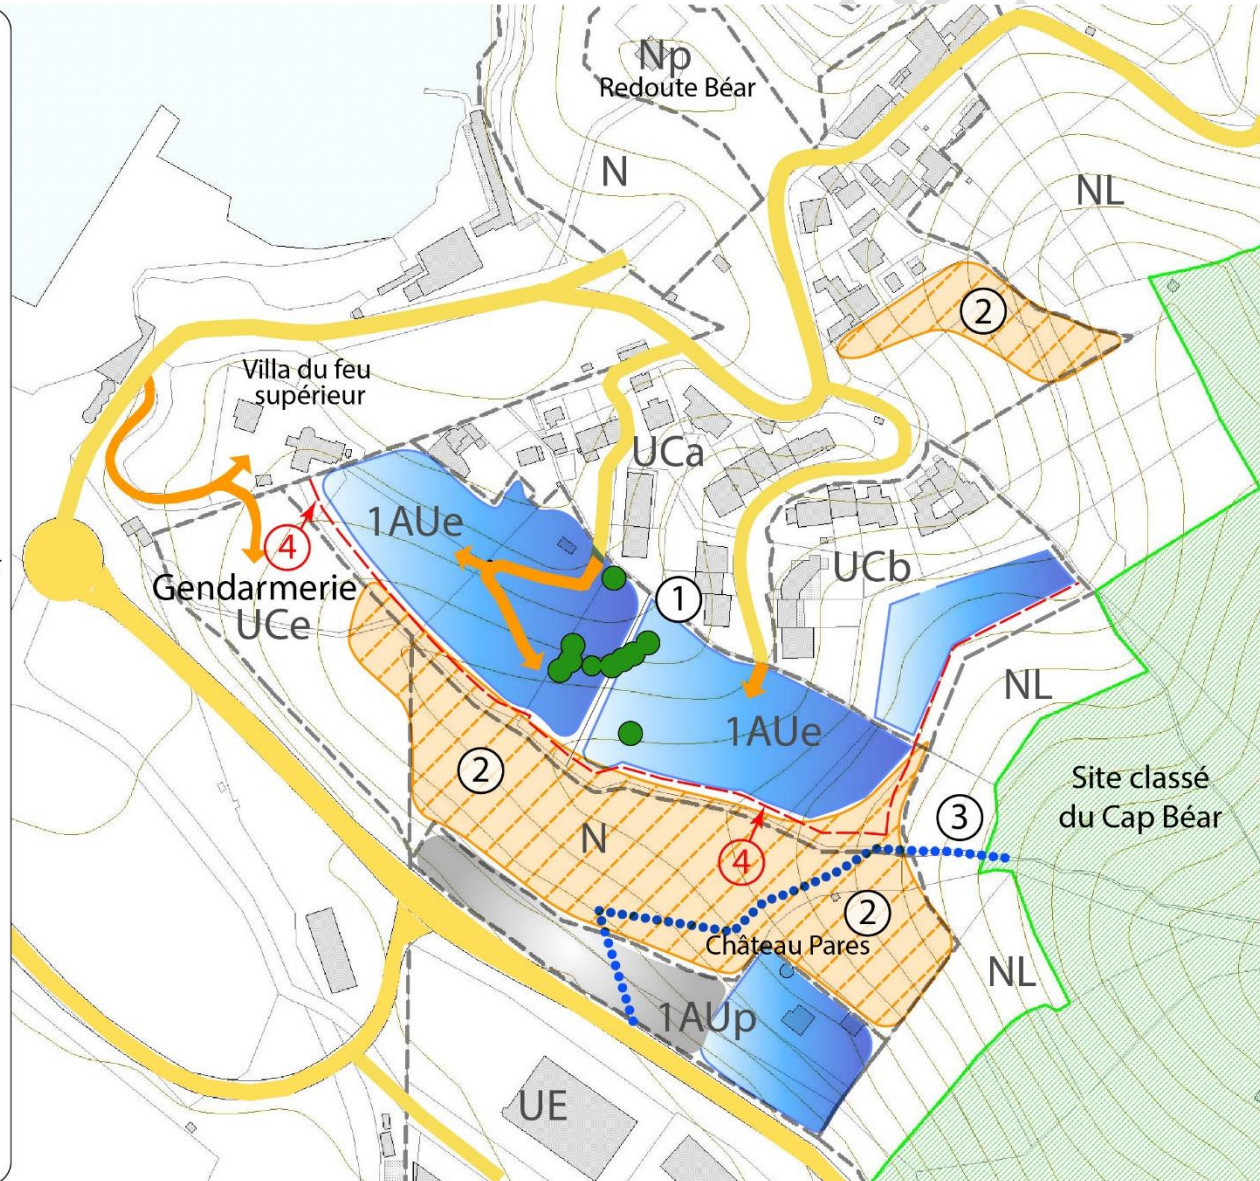 Np
Redoute Béar
N
NL
2
Villa du feu
supérieur
UCa
1AUe
4
Gendarmerie
UCe
UCb
1
NL
1AUe
2
Site classé
du Cap Béar
3
N
4
2
Château Pares
NL
1AUp
UE